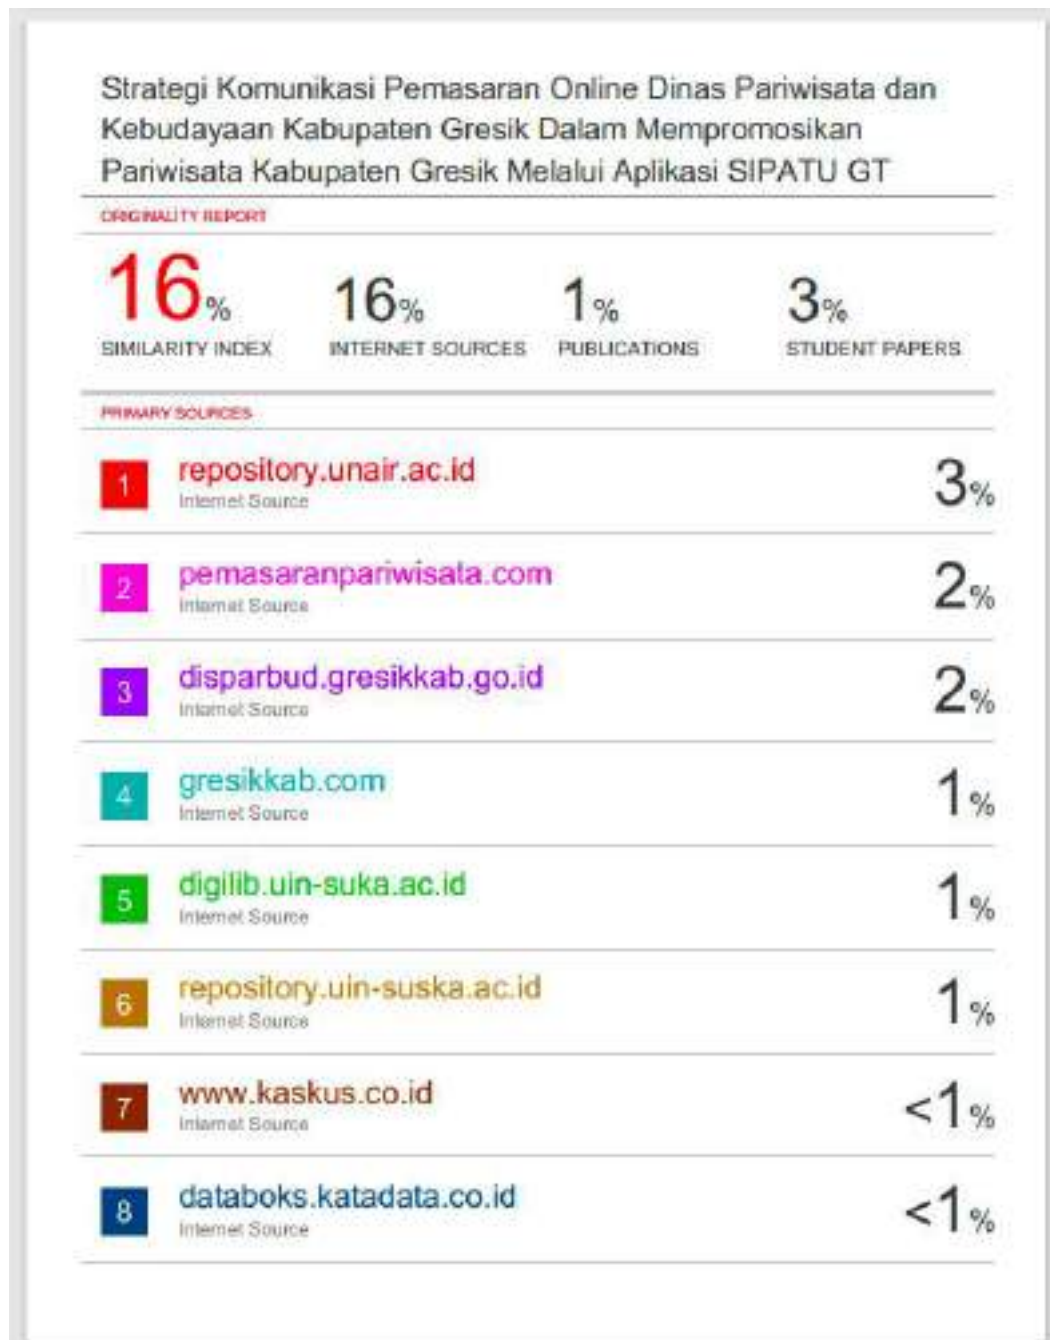 Strategi Komunikasi Pemasaran Online Dinas Pariwisata dan
Kebudayaan Kabupaten Gresik Dalam Mempromosikan
Pariwisata Kabupaten Gresik Melalui Aplikasi SIPATU GT
ORIGINALITY REPORT
16% 16% 1% 3%
SIMILARITY INDEX INTERNET SOURCES PUBLICATIONS STUDENT PAPERS
PRIMARY SOURCES
1 repository.unair.ac.id 3%
Internet Source
2 pemasaranpariwisata.com 2%
Internet Source
3 disparbud.gresikkab.go.id 2%
Internet Source
4 gresikkab.com 1%
Internet Source
5 digilib.uin-suka.ac.id 1%
Internet Source
6 repository.uin-suska.ac.id 1%
Internet Source
7 www.kaskus.co.id <1%
Internet Source
8 databoks.katadata.co.id <1%
Internet Source